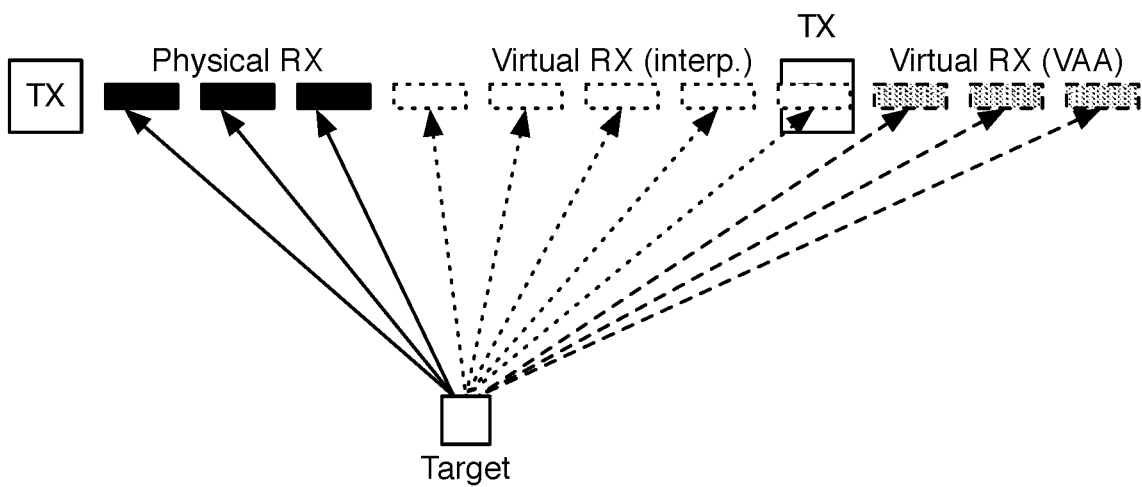 TX
Physical RX Virtual RX (interp.) Virtual RX (VAA)
TX
Target